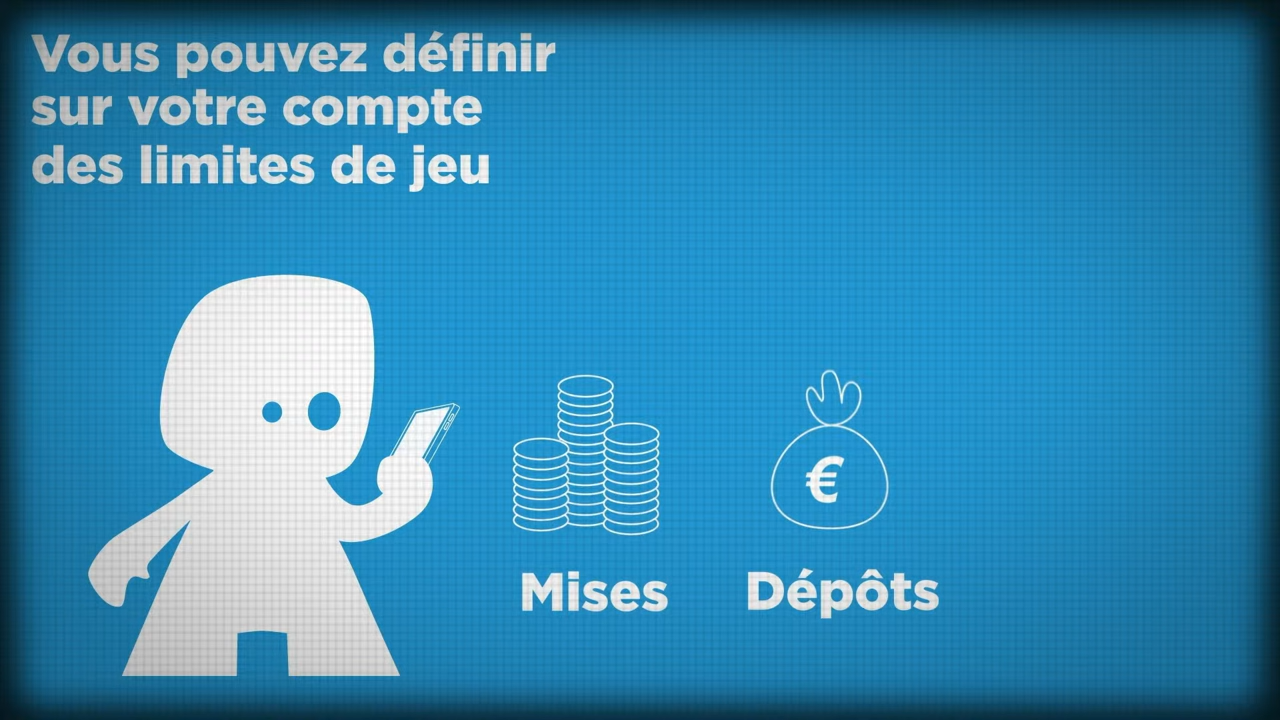 Vous pouvez définir
sur votre compte
des limites de jeu
€
Mises
Dépôts